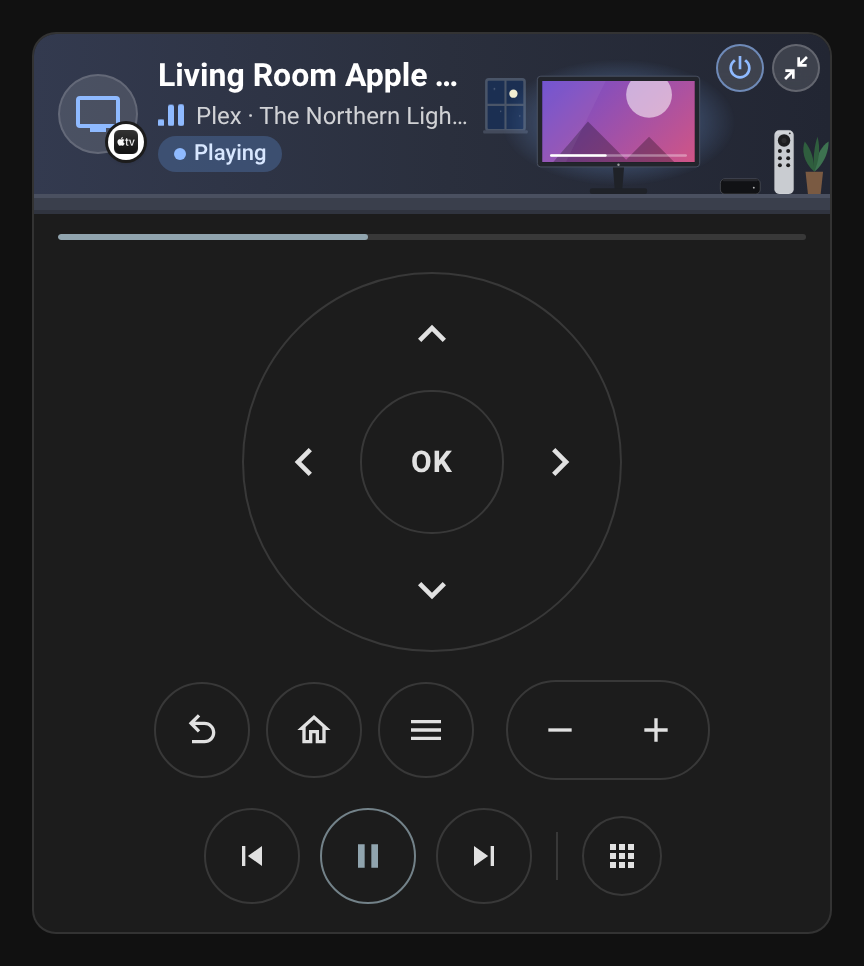 Living Room Apple …
Plex · The Northern Ligh…
tv
Playing
OK